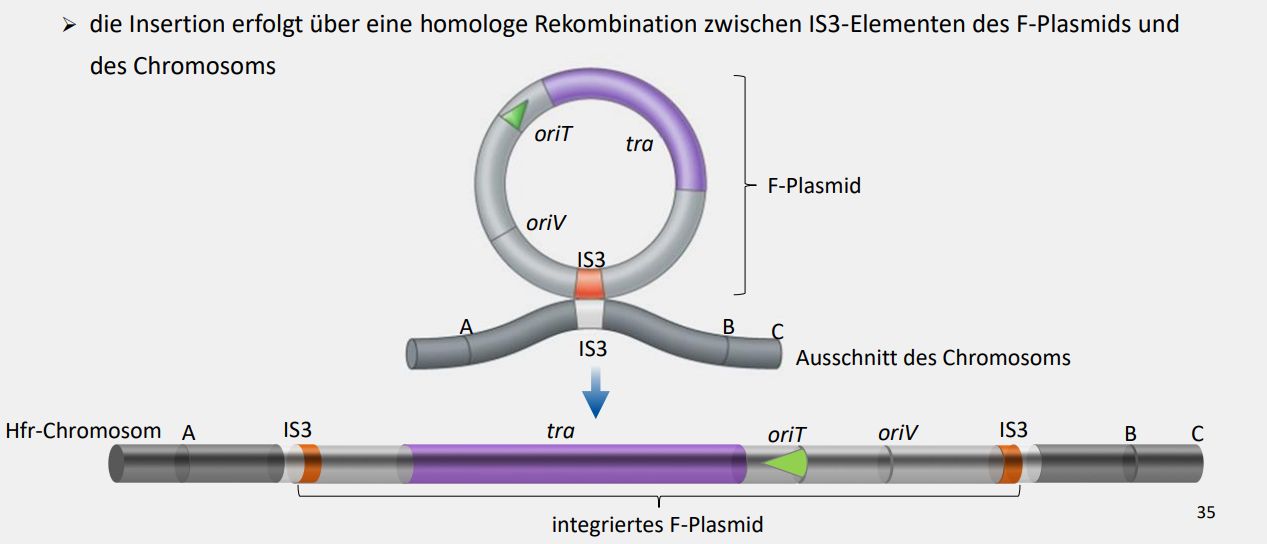 ➢ die Insertion erfolgt über eine homologe Rekombination zwischen IS3-Elementen des F-Plasmids und
des Chromosoms
oriT
tra
F-Plasmid
oriV
IS3
A
B
C
IS3
Ausschnitt des Chromosoms
Hfr-Chromosom
A
IS3
tra
oriT
oriV
IS3
B
C
integriertes F-Plasmid
35